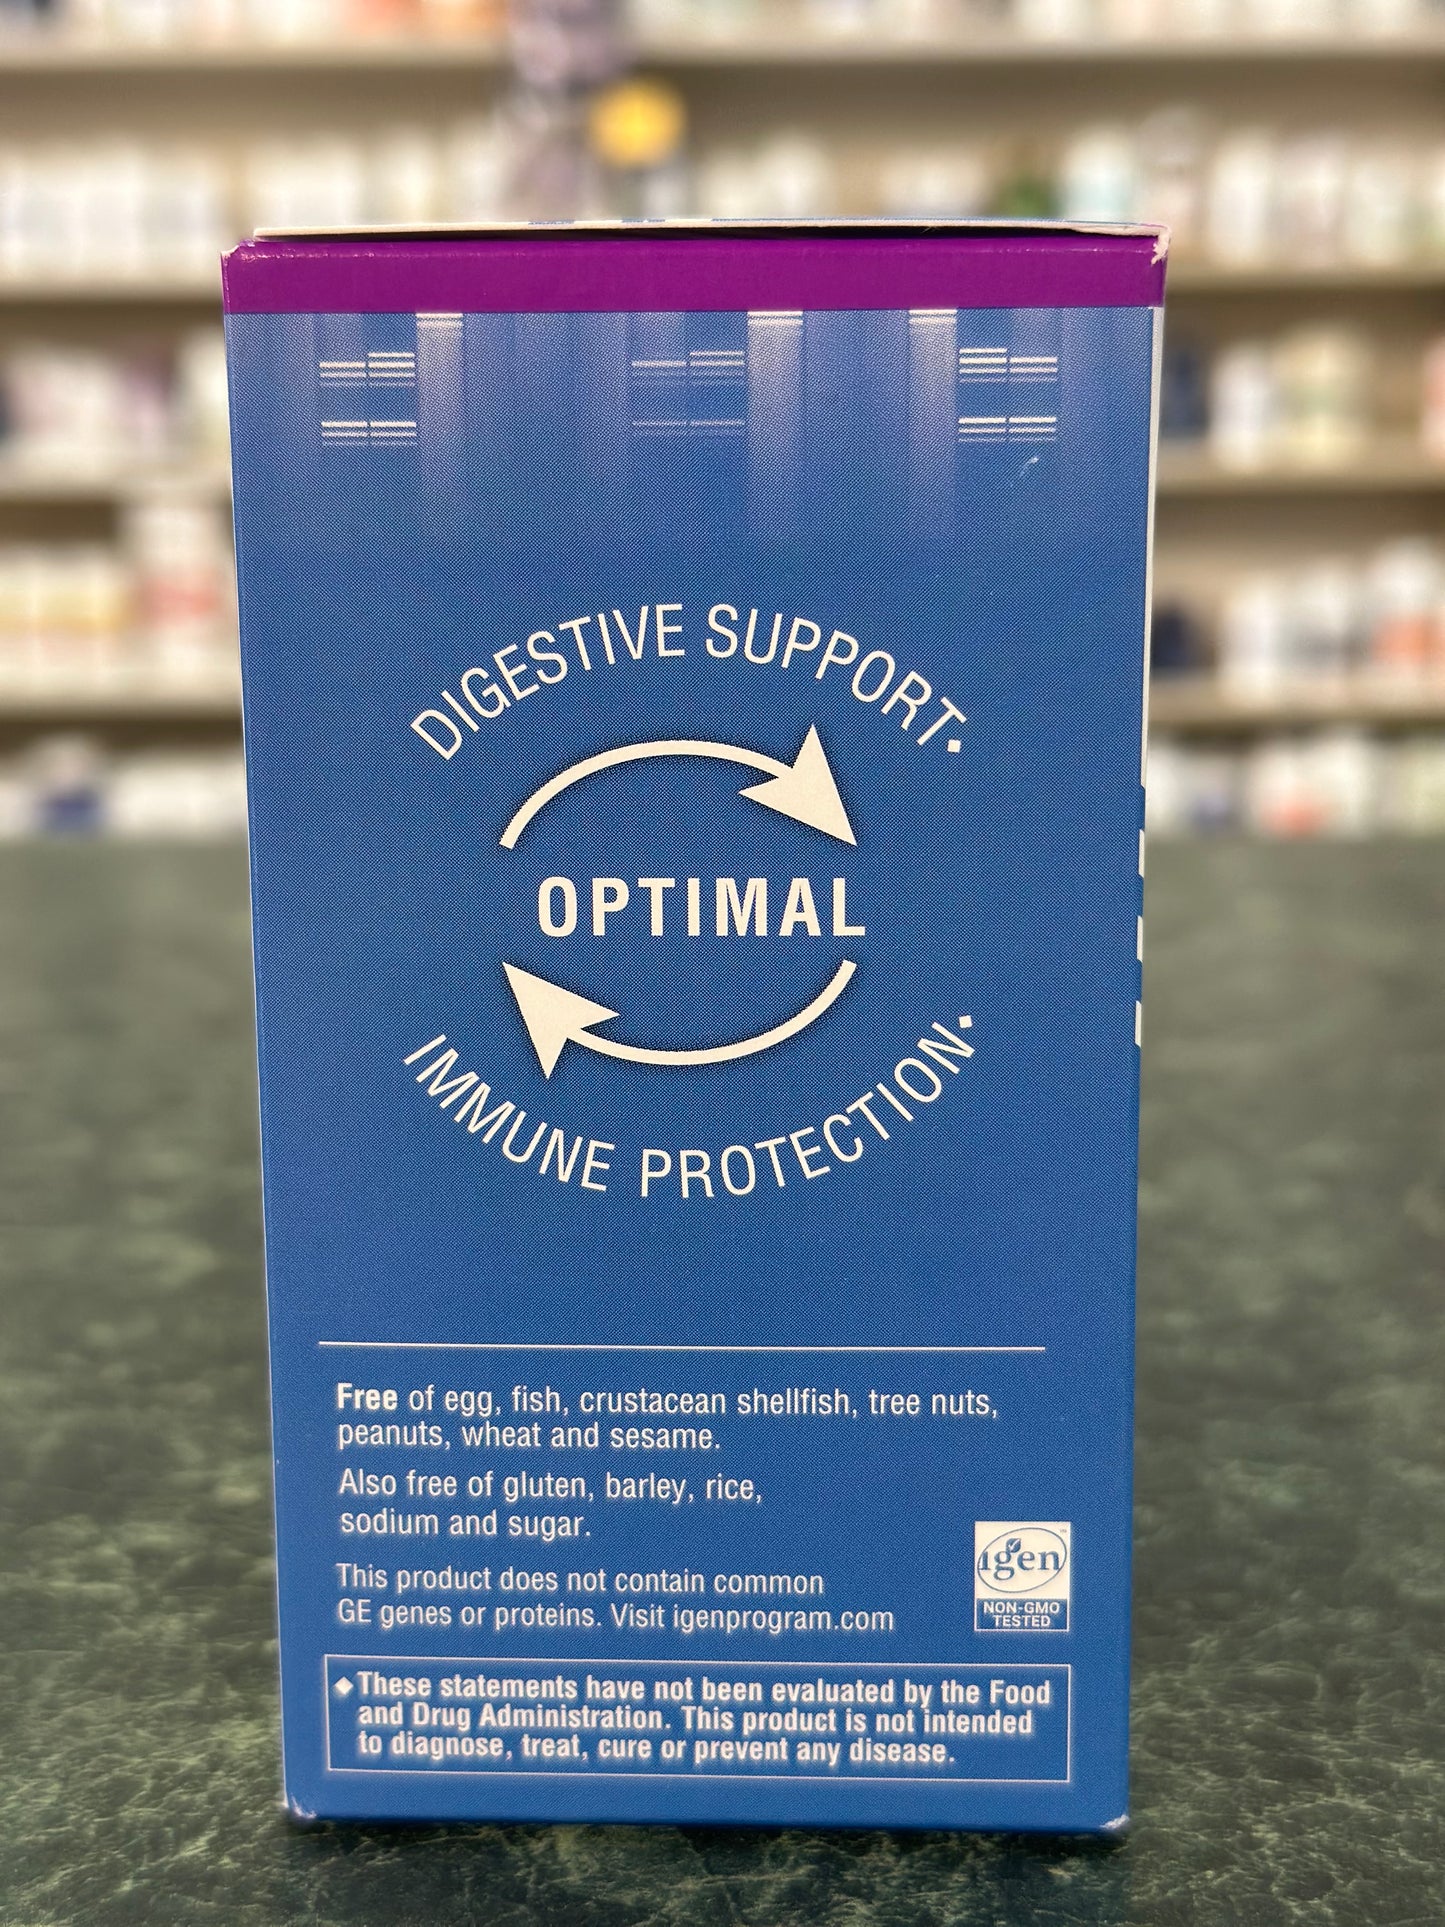 DIGESTIVE SUPPORT⬥
OPTIMAL
IMMUNE PROTECTION⬥
Free of egg, fish, crustacean shellfish, tree nuts,
peanuts, wheat and sesame.
Also free of gluten, barley, rice,
sodium and sugar.
This product does not contain common
GE genes or proteins. Visit igenprogram.com
igen™
NON-GMO
TESTED
⬥These statements have not been evaluated by the Food
and Drug Administration. This product is not intended
to diagnose, treat, cure or prevent any disease.